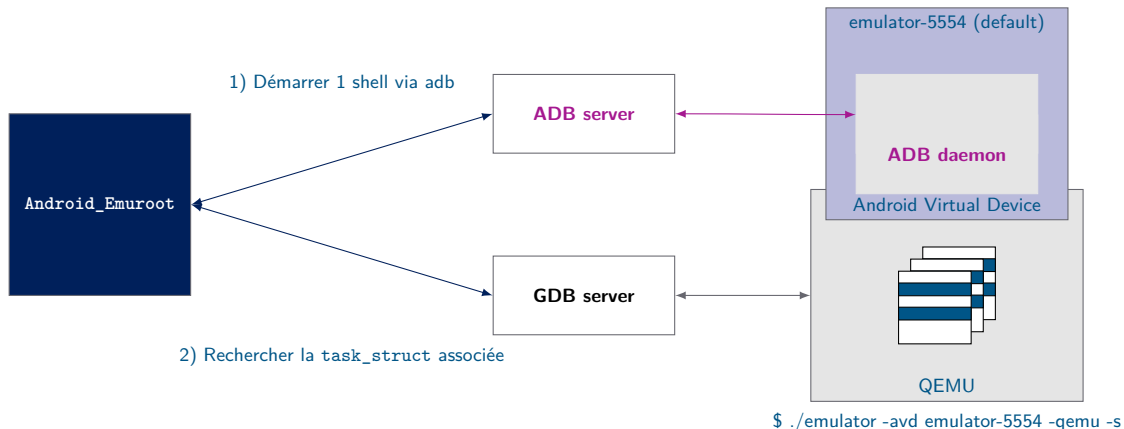 emulator-5554 (default)
1) Démarrer 1 shell via adb
ADB server
ADB daemon
Android_Emuroot
Android Virtual Device
GDB server
2) Rechercher la task_struct associée
QEMU
$ ./emulator -avd emulator-5554 -qemu -s